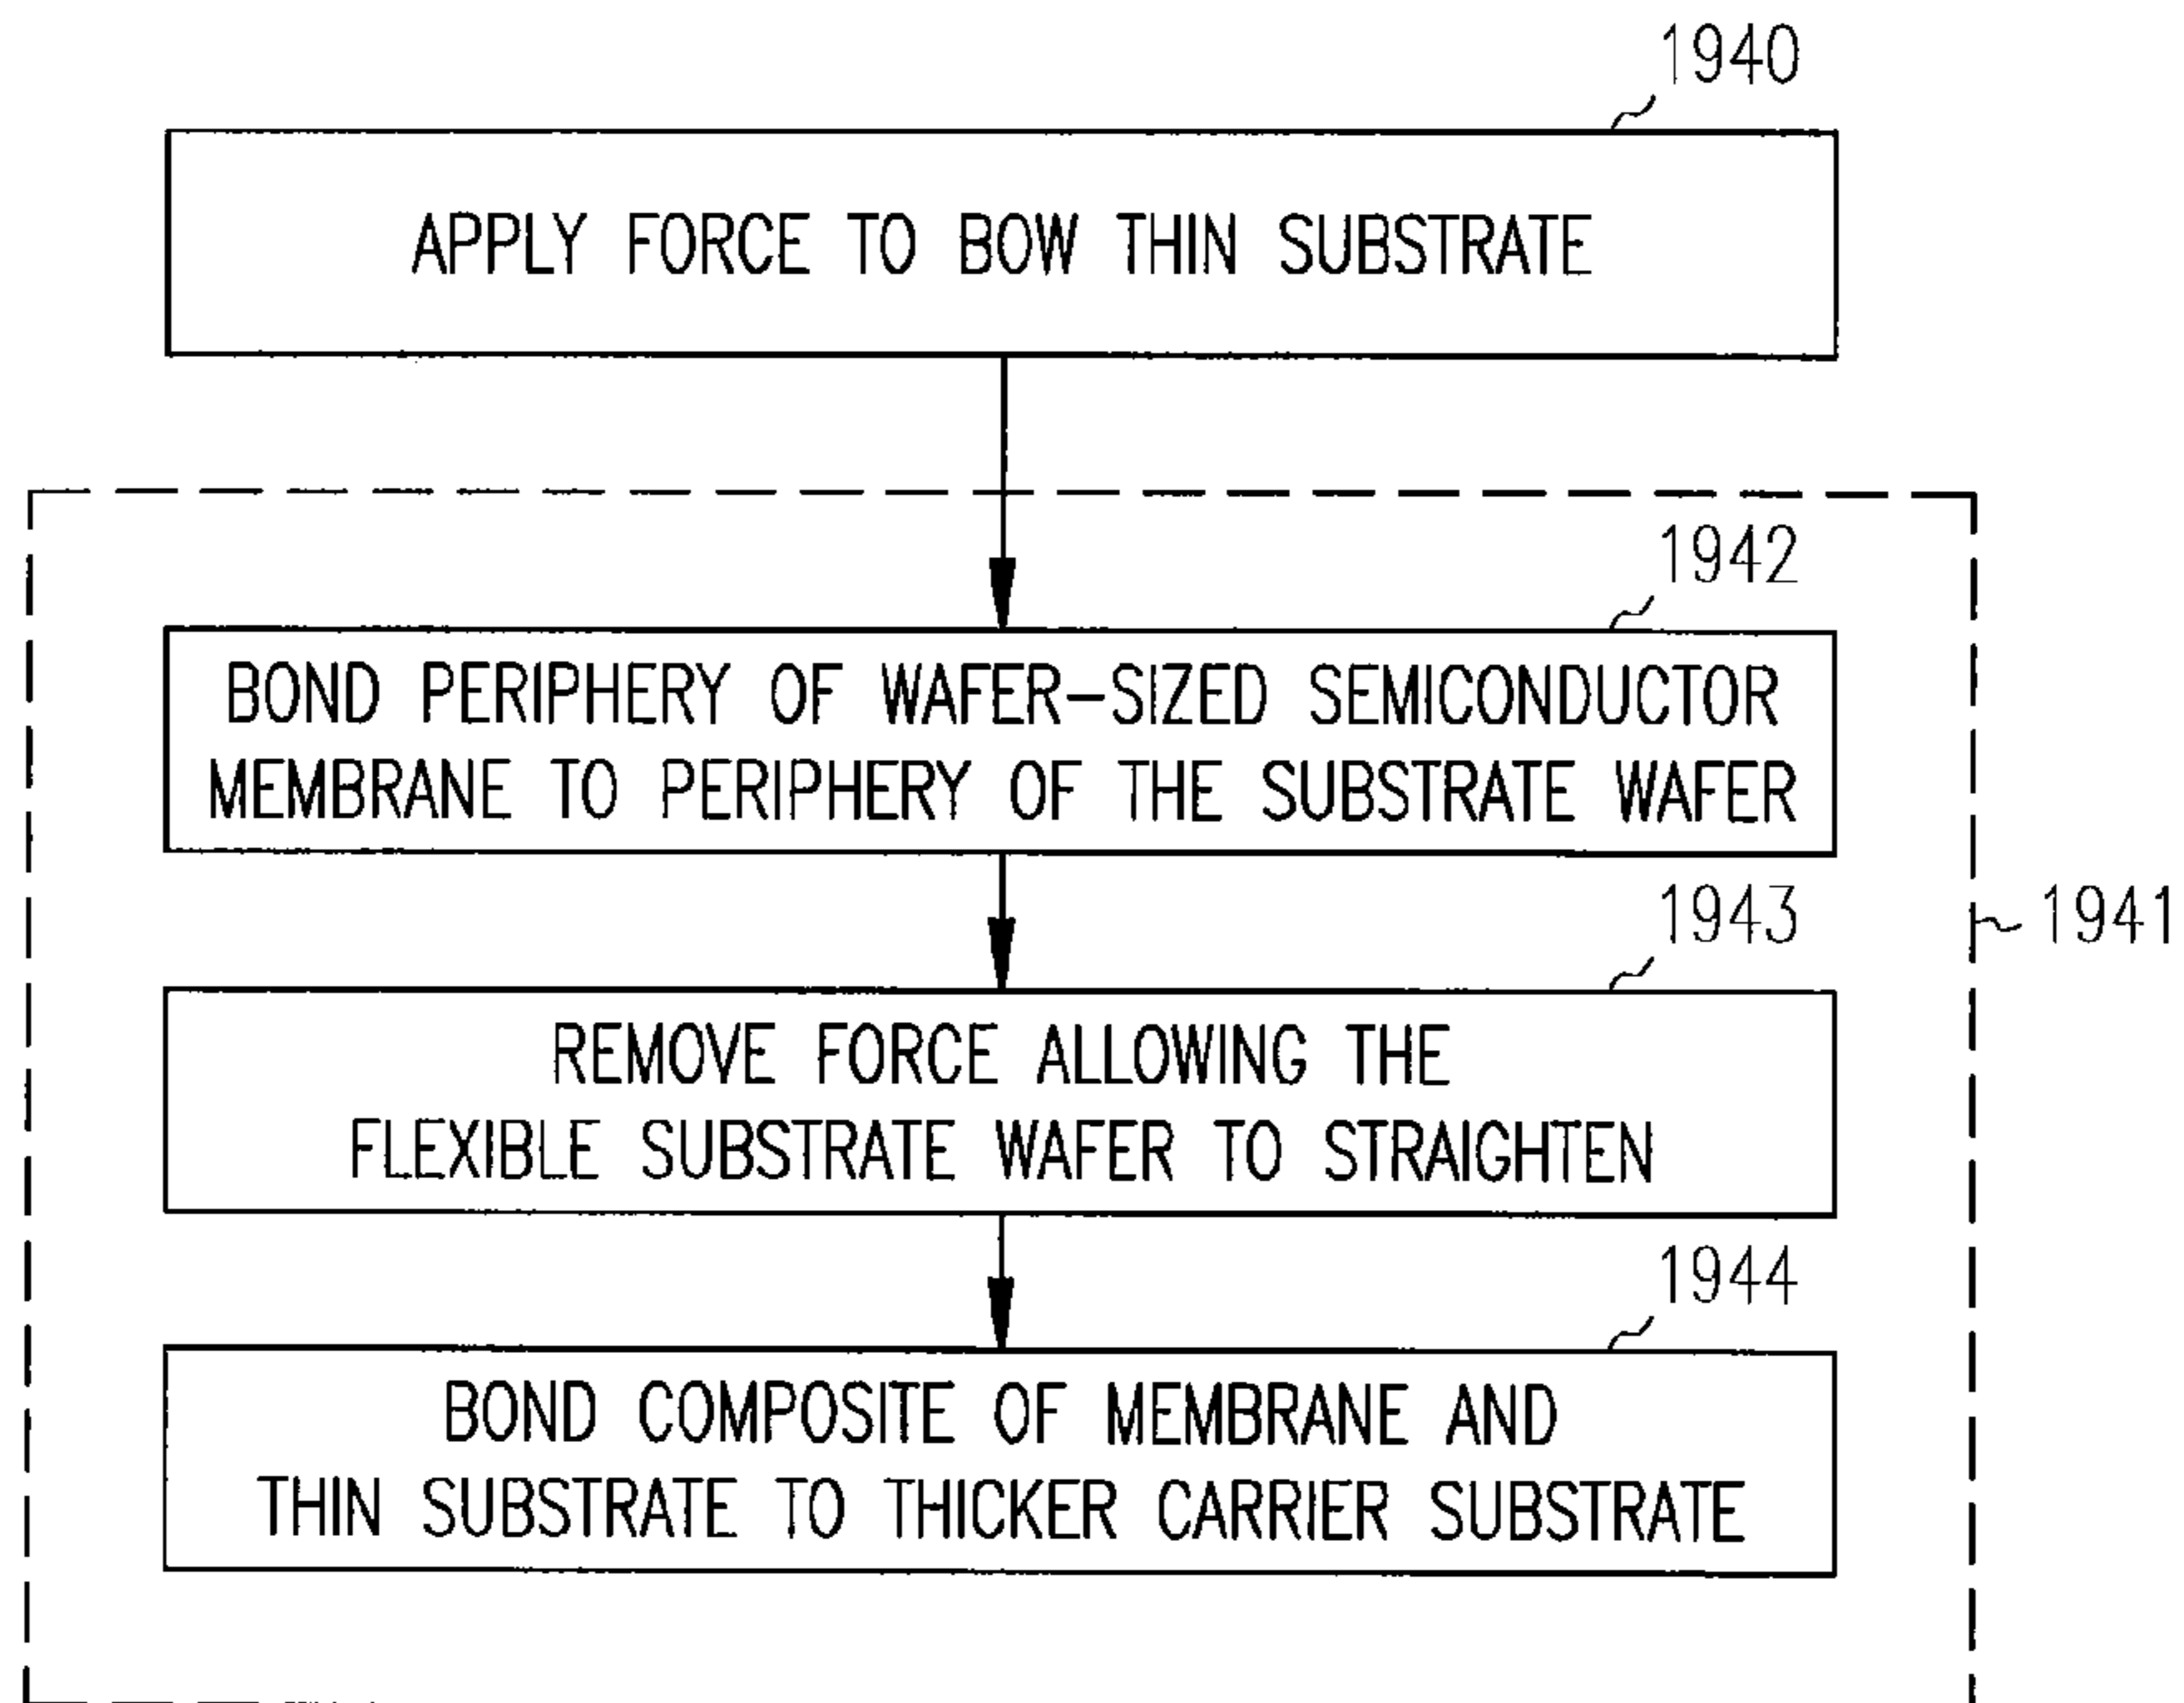 1940
APPLY FORCE TO BOW THIN SUBSTRATE
1942
BOND PERIPHERY OF WAFER-SIZED SEMICONDUCTOR
MEMBRANE TO PERIPHERY OF THE SUBSTRATE WAFER
1943
1941
REMOVE FORCE ALLOWING THE
FLEXIBLE SUBSTRATE WAFER TO STRAIGHTEN
1944
BOND COMPOSITE OF MEMBRANE AND
THIN SUBSTRATE TO THICKER CARRIER SUBSTRATE